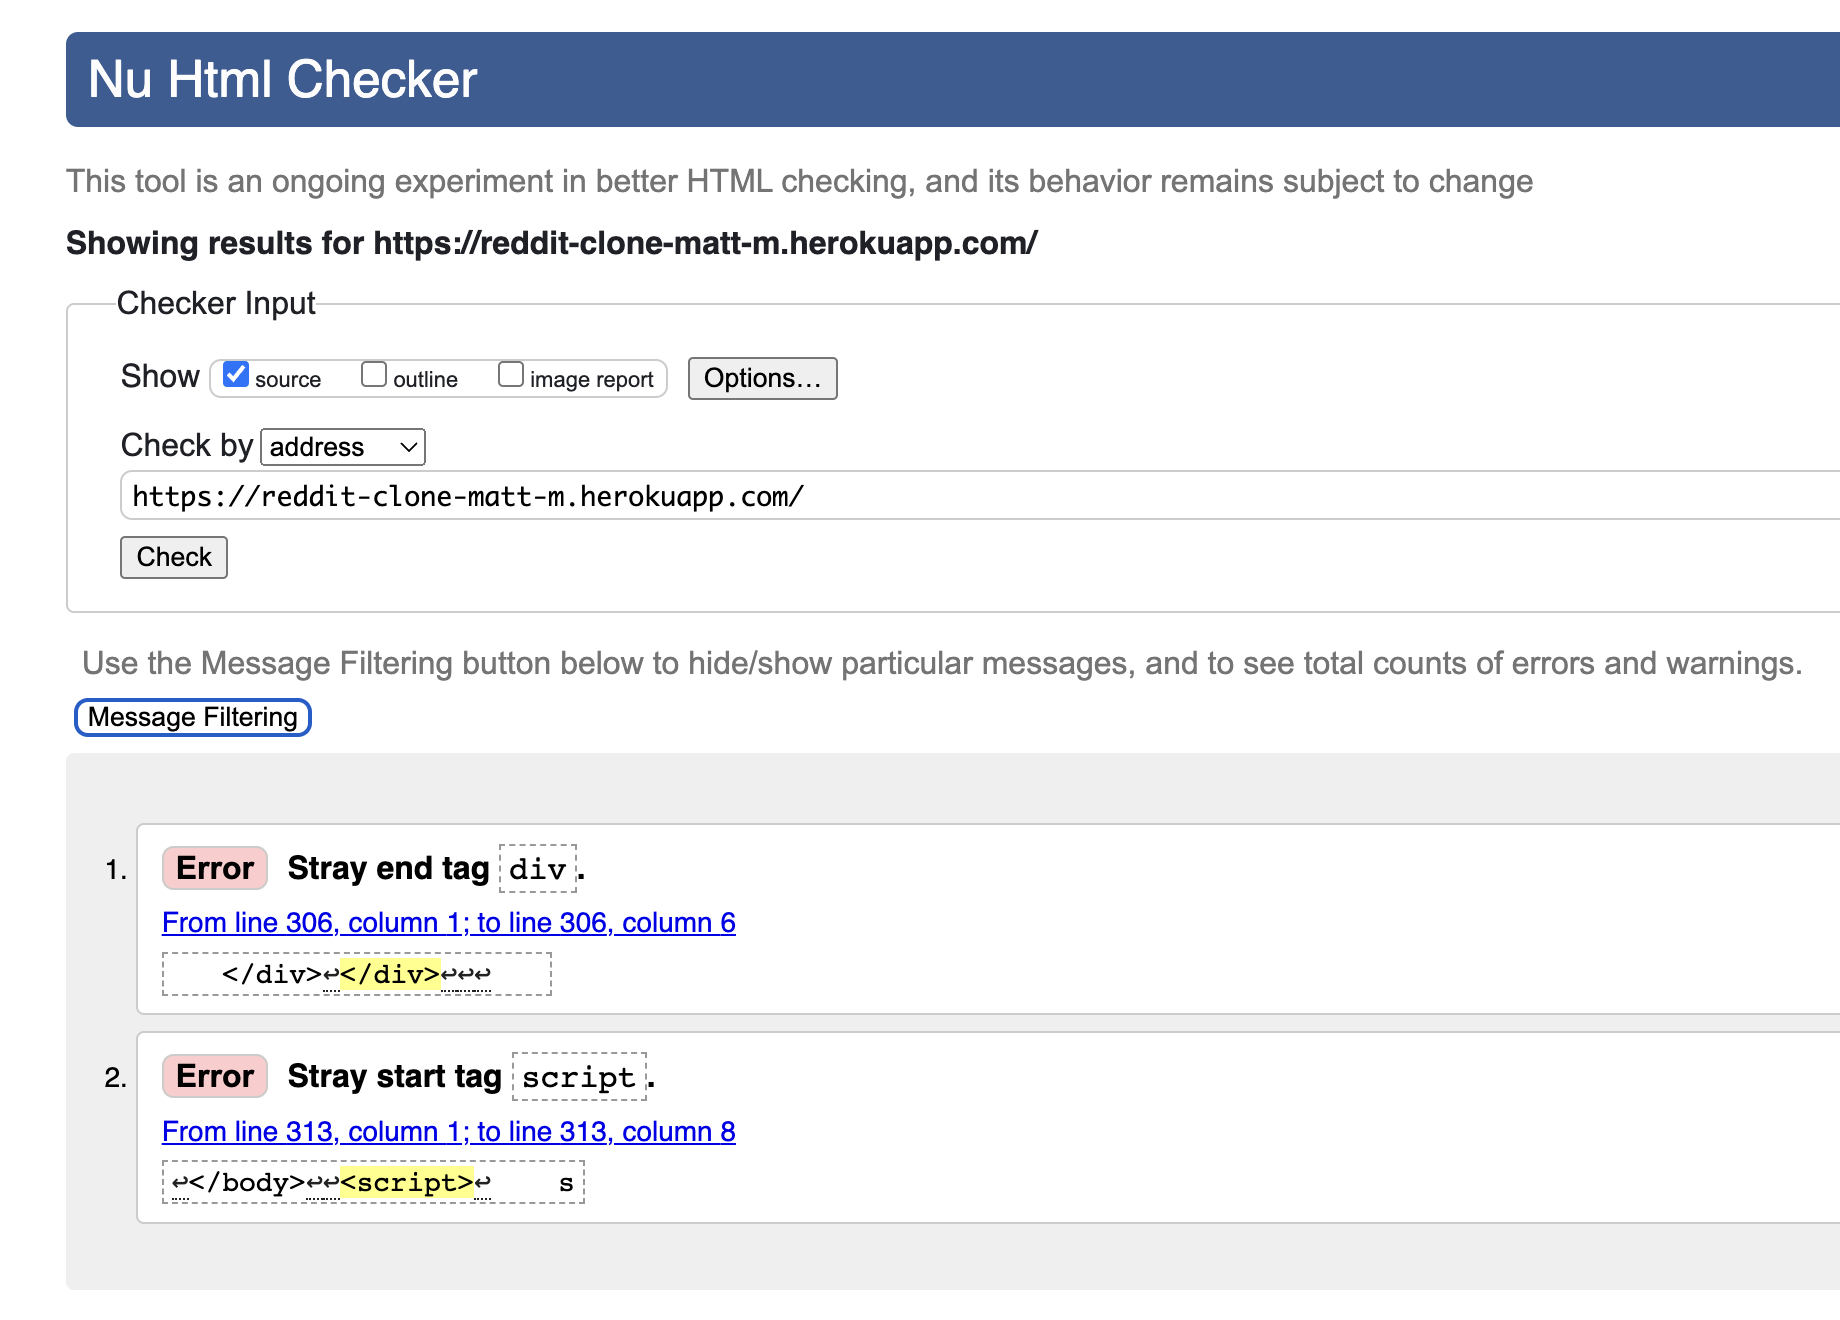 Nu Html Checker
This tool is an ongoing experiment in better HTML checking, and its behavior remains subject to change
Showing results for https://reddit-clone-matt-m.herokuapp.com/
Checker Input
Show source outline image report Options...
Check by address
https://reddit-clone-matt-m.herokuapp.com/
Check
Use the Message Filtering button below to hide/show particular messages, and to see total counts of errors and warnings.
Message Filtering
1. Error Stray end tag div.
From line 306, column 1; to line 306, column 6
</div>↩</div>↩↩↩
2. Error Stray start tag script.
From line 313, column 1; to line 313, column 8
↩</body>↩↩<script>↩ s